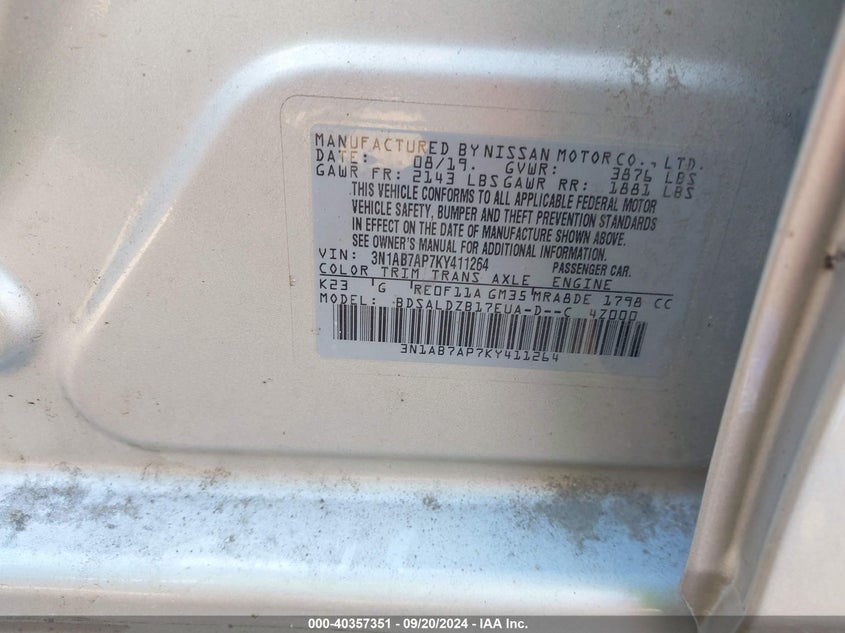 MANUFACTURED BY NISSAN MOTOR CO., LTD.
DATE: 08/19. GVWR: 3876 LBS
GAWR FR: 2143 LBS GAWR RR: 1881 LBS
THIS VEHICLE CONFORMS TO ALL APPLICABLE FEDERAL MOTOR
VEHICLE SAFETY, BUMPER AND THEFT PREVENTION STANDARDS
IN EFFECT ON THE DATE OF MANUFACTURE SHOWN ABOVE.
SEE OWNER'S MANUAL FOR ADDITIONAL INFORMATION.
VIN: 3N1AB7AP7KY411264 PASSENGER CAR.
COLOR TRIM TRANS AXLE ENGINE
K23 G RE0F11A GM35 MRA8DE 1798 CC
MODEL: BDSALDZB17EUA-D--C 4Z000
3N1AB7AP7KY411264
000-40357351 - 09/20/2024 - IAA Inc.